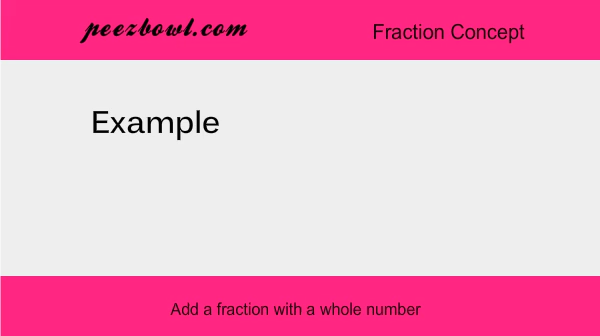 peezbowl.com
Fraction Concept
Example
Add a fraction with a whole number